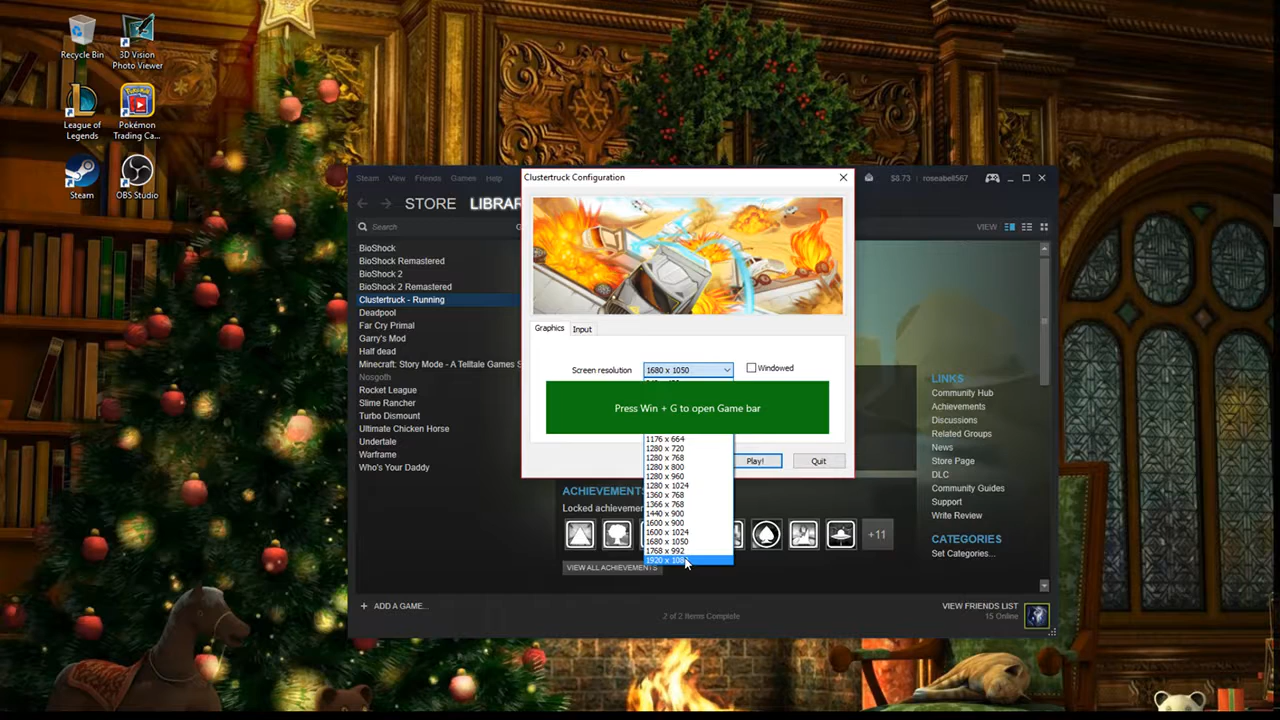 Recycle Bin
3D Vision
Photo Viewer
League of
Legends
Pokémon
Trading Ca...
Steam
OBS Studio
Steam View Friends Games Help
$8.73 roseabell567
STORE LIBRAR
Search
VIEW
BioShock
BioShock Remastered
BioShock 2
BioShock 2 Remastered
Clustertruck - Running
Deadpool
Far Cry Primal
Garry's Mod
Half dead
Minecraft: Story Mode - A Telltale Games S
Nosgoth
Rocket League
Slime Rancher
Turbo Dismount
Ultimate Chicken Horse
Undertale
Warframe
Who's Your Daddy
Clustertruck Configuration
Graphics Input
Screen resolution 1680 x 1050 Windowed
Press Win + G to open Game bar
1176 x 664
1280 x 720
1280 x 768
1280 x 800
1280 x 960
1280 x 1024
1360 x 768
1366 x 768
1440 x 900
1600 x 900
1600 x 1024
1680 x 1050
1768 x 992
1920 x 108
Play! Quit
ACHIEVEMENTS
Locked achieveme
+11
VIEW ALL ACHIEVEMENTS
LINKS
Community Hub
Achievements
Discussions
Related Groups
News
Store Page
DLC
Community Guides
Support
Write Review
CATEGORIES
Set Categories...
+ ADD A GAME...
2 of 2 Items Complete
VIEW FRIENDS LIST
15 Online